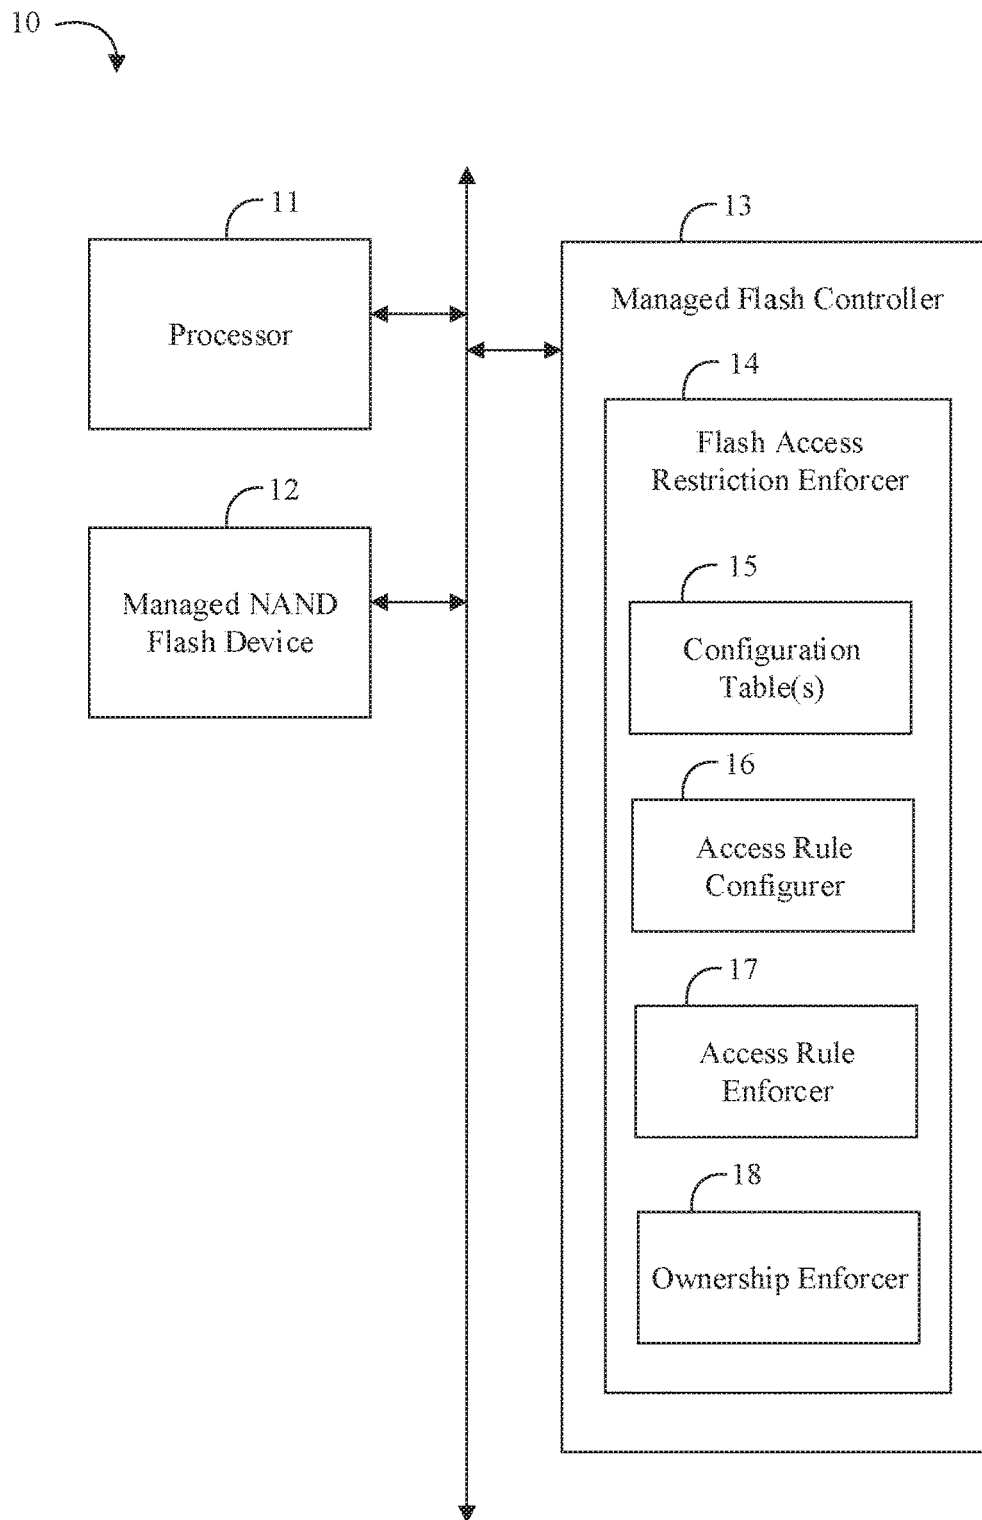 10
11
Processor
12
Managed NAND
Flash Device
13
Managed Flash Controller
14
Flash Access
Restriction Enforcer
15
Configuration
Table(s)
16
Access Rule
Configurer
17
Access Rule
Enforcer
18
Ownership Enforcer